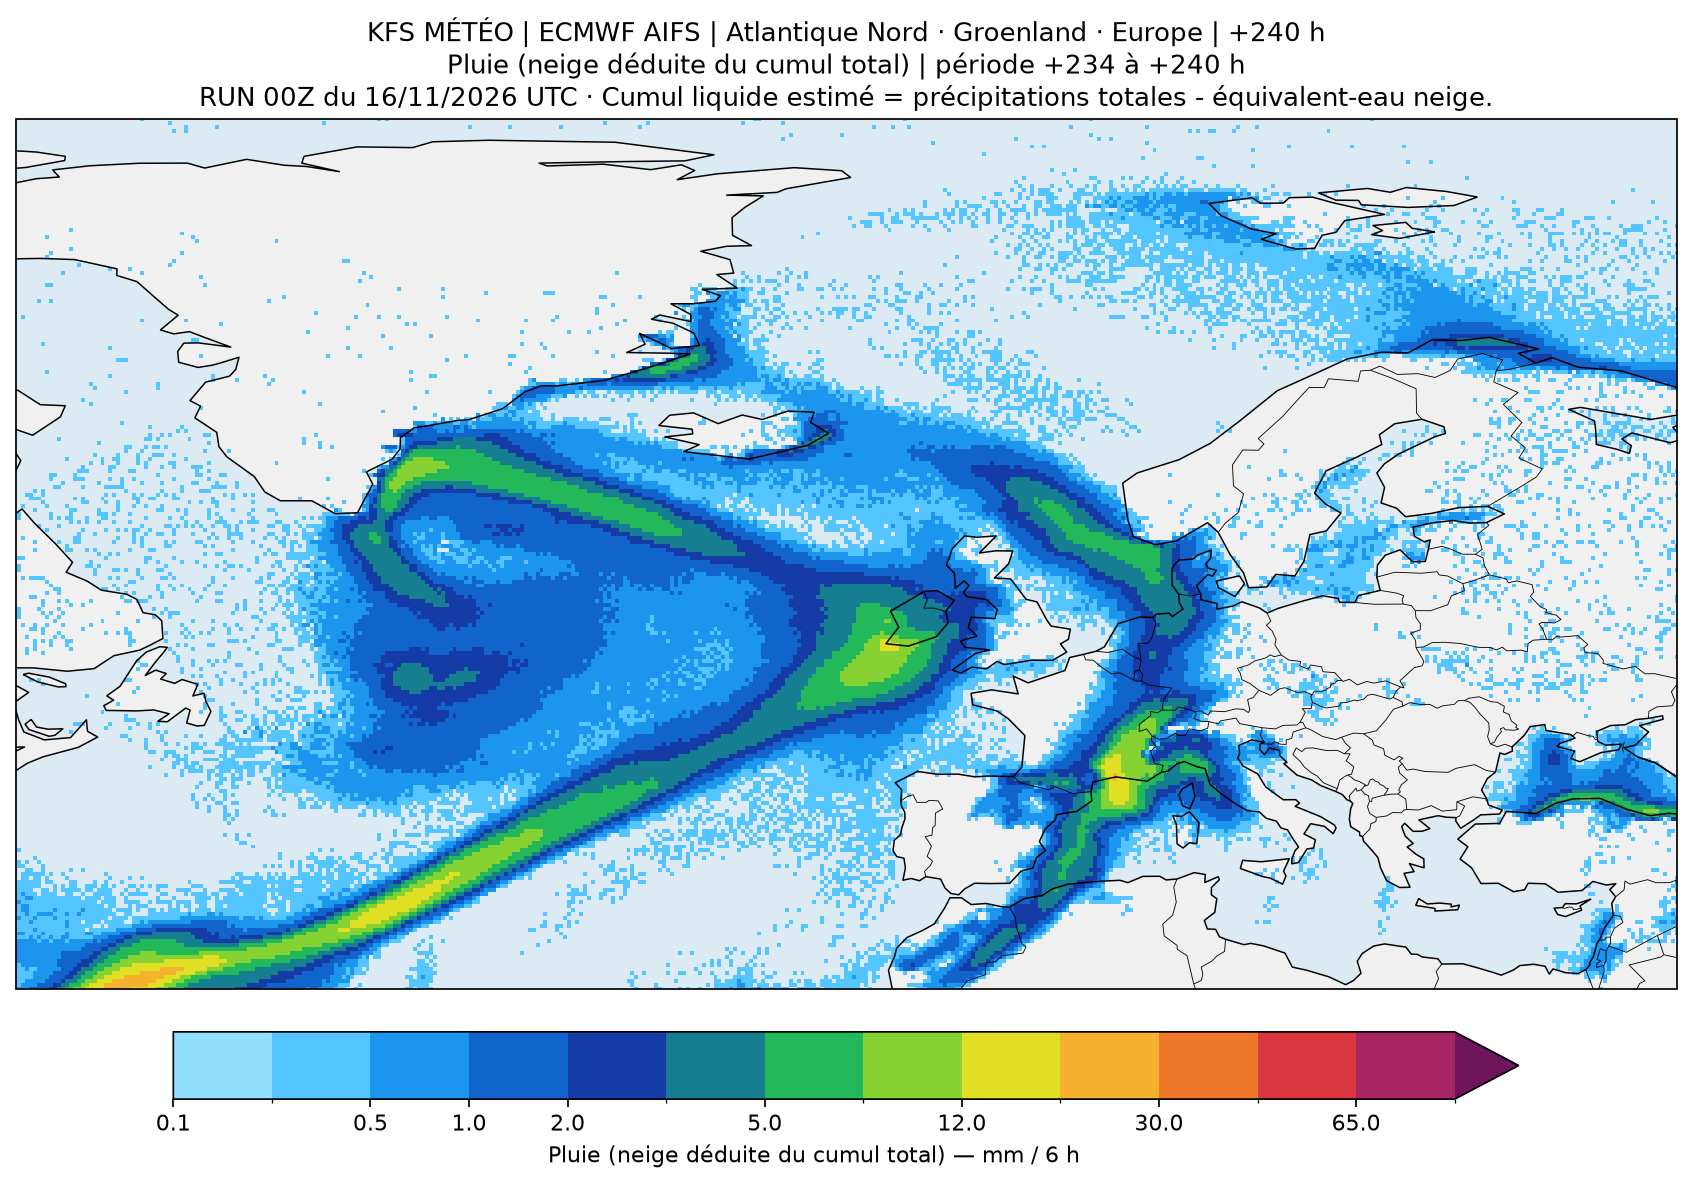 KFS MÉTÉO | ECMWF AIFS | Atlantique Nord · Groenland · Europe | +240 h
Pluie (neige déduite du cumul total) | période +234 à +240 h
RUN 00Z du 16/11/2026 UTC · Cumul liquide estimé = précipitations totales - équivalent-eau neige.
0.1 0.5 1.0 2.0 5.0 12.0 30.0 65.0
Pluie (neige déduite du cumul total) — mm / 6 h